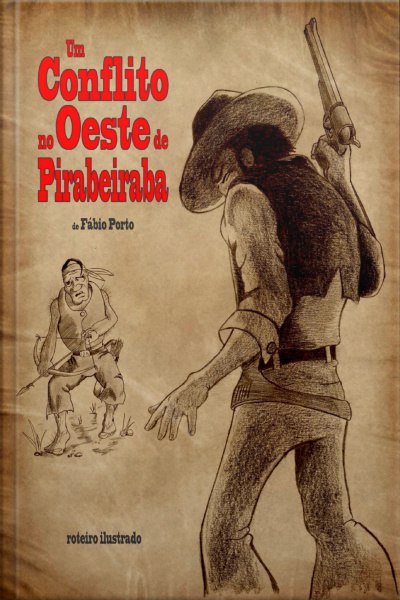 Um
Conflito
no Oeste de
Pirabeiraba
de Fábio Porto
roteiro ilustrado